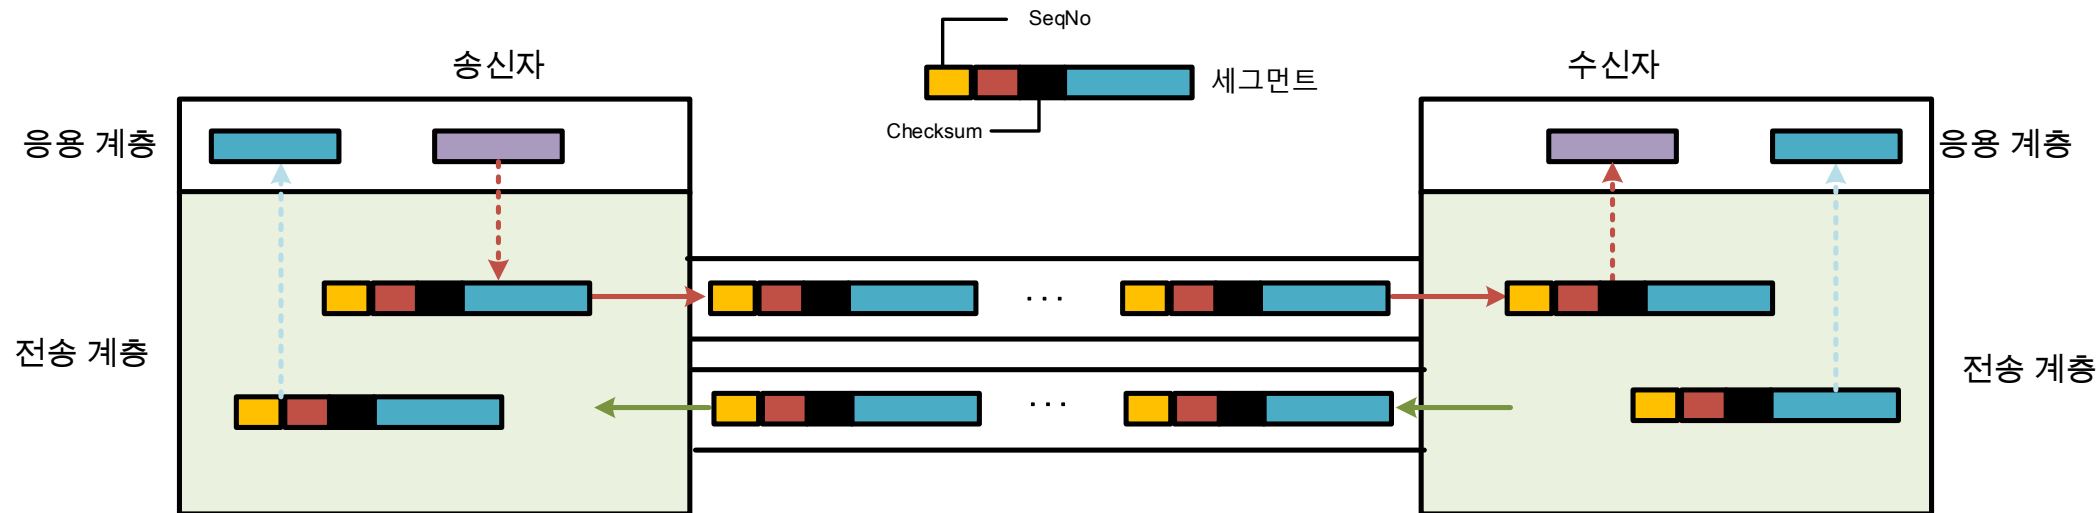 SeqNo
송신자
수신자
세그먼트
Checksum
응용 계층
응용 계층
...
전송 계층
전송 계층
...